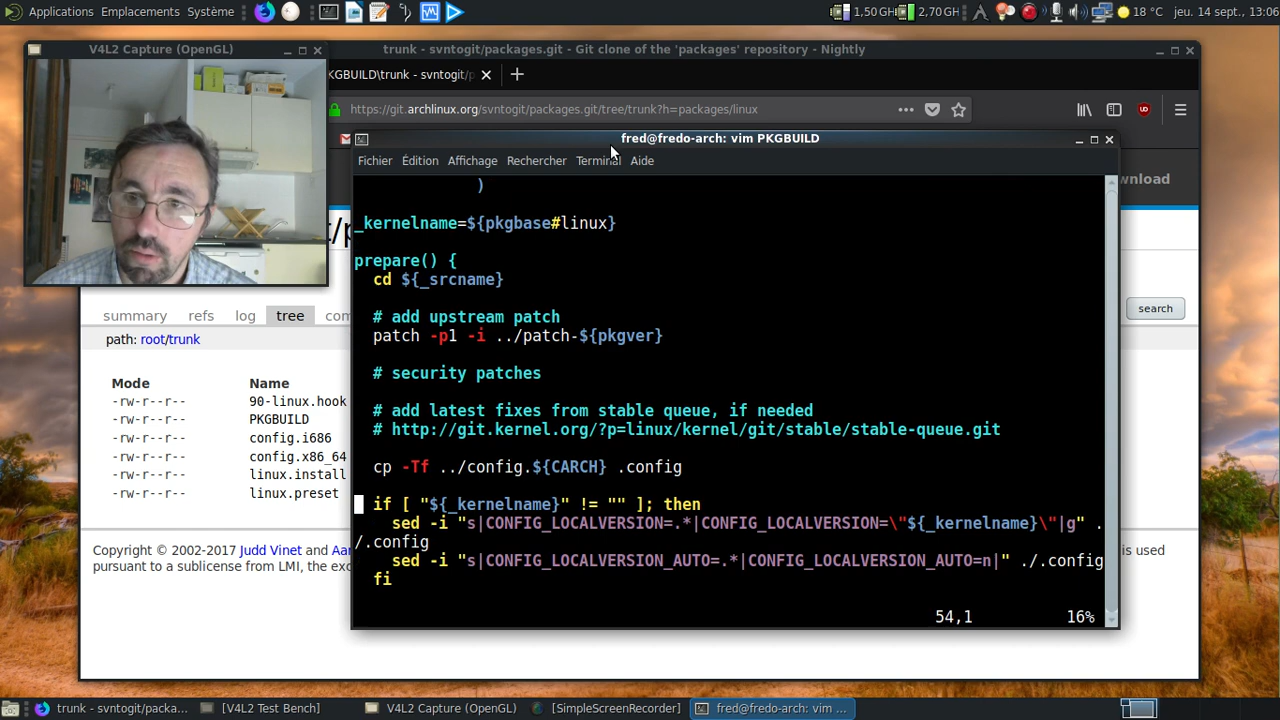 Applications Emplacements Système
1,50 GHz 2,70 GHz 18 °C jeu. 14 sept., 13:06
V4L2 Capture (OpenGL)
trunk - svntogit/packages.git - Git clone of the 'packages' repository - Nightly
KGBUILD\trunk - svntogit/p
https://git.archlinux.org/svntogit/packages.git/tree/trunk?h=packages/linux
fred@fredo-arch: vim PKGBUILD
Fichier Édition Affichage Rechercher Terminal Aide
wnload
)
_kernelname=${pkgbase#linux}
prepare() {
cd ${_srcname}
# add upstream patch
patch -p1 -i ../patch-${pkgver}
# security patches
# add latest fixes from stable queue, if needed
# http://git.kernel.org/?p=linux/kernel/git/stable/stable-queue.git
cp -Tf ../config.${CARCH} .config
if [ "${_kernelname}" != "" ]; then
sed -i "s|CONFIG_LOCALVERSION=.*|CONFIG_LOCALVERSION=\"${_kernelname}\"|g" .
/.config
sed -i "s|CONFIG_LOCALVERSION_AUTO=.*|CONFIG_LOCALVERSION_AUTO=n|" ./.config
fi
54,1 16%
summary refs log tree com
search
path: root/trunk
Mode Name
-rw-r--r-- 90-linux.hook
-rw-r--r-- PKGBUILD
-rw-r--r-- config.i686
-rw-r--r-- config.x86_64
-rw-r--r-- linux.install
-rw-r--r-- linux.preset
Copyright © 2002-2017 Judd Vinet and Aar
is used
pursuant to a sublicense from LMI, the exc
trunk - svntogit/packa... [V4L2 Test Bench] V4L2 Capture (OpenGL) [SimpleScreenRecorder] fred@fredo-arch: vim ...